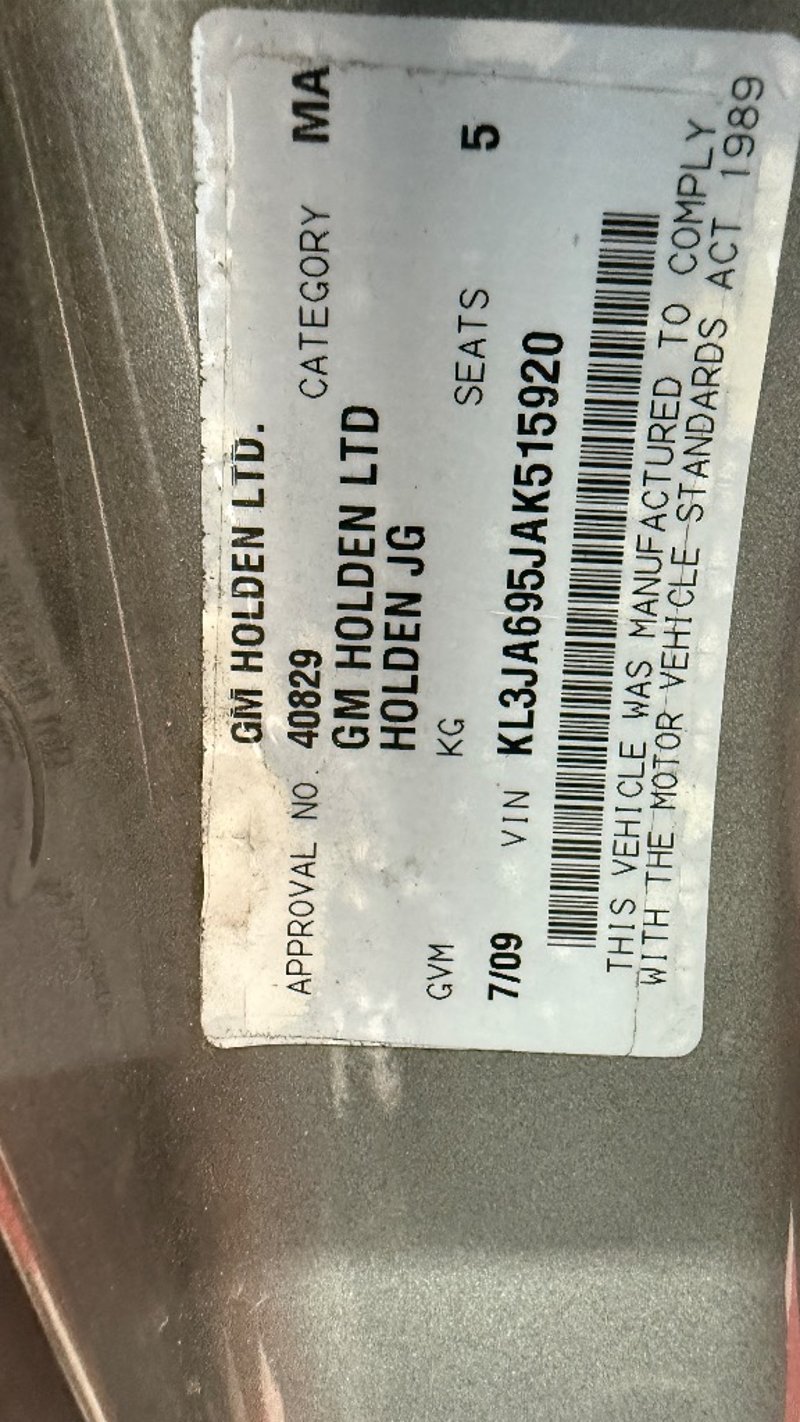 GM HOLDEN LTD.
APPROVAL NO. 40829 CATEGORY MA
GM HOLDEN LTD
HOLDEN JG
GVM KG SEATS 5
7/09 VIN KL3JA695JAK515920
THIS VEHICLE WAS MANUFACTURED TO COMPLY
WITH THE MOTOR VEHICLE STANDARDS ACT 1989